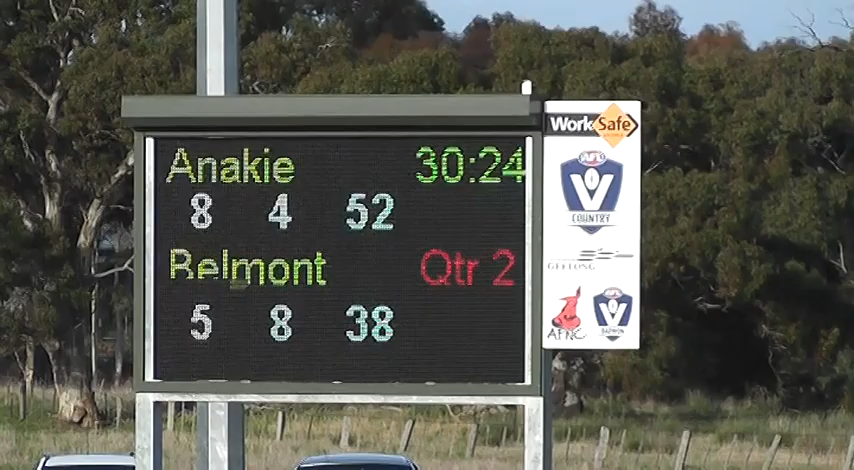 Anakie 30:24
8 4 52
Belmont Qtr 2
5 8 38
WorkSafe
AFL
V
COUNTRY
GEELONG
AFNC
V